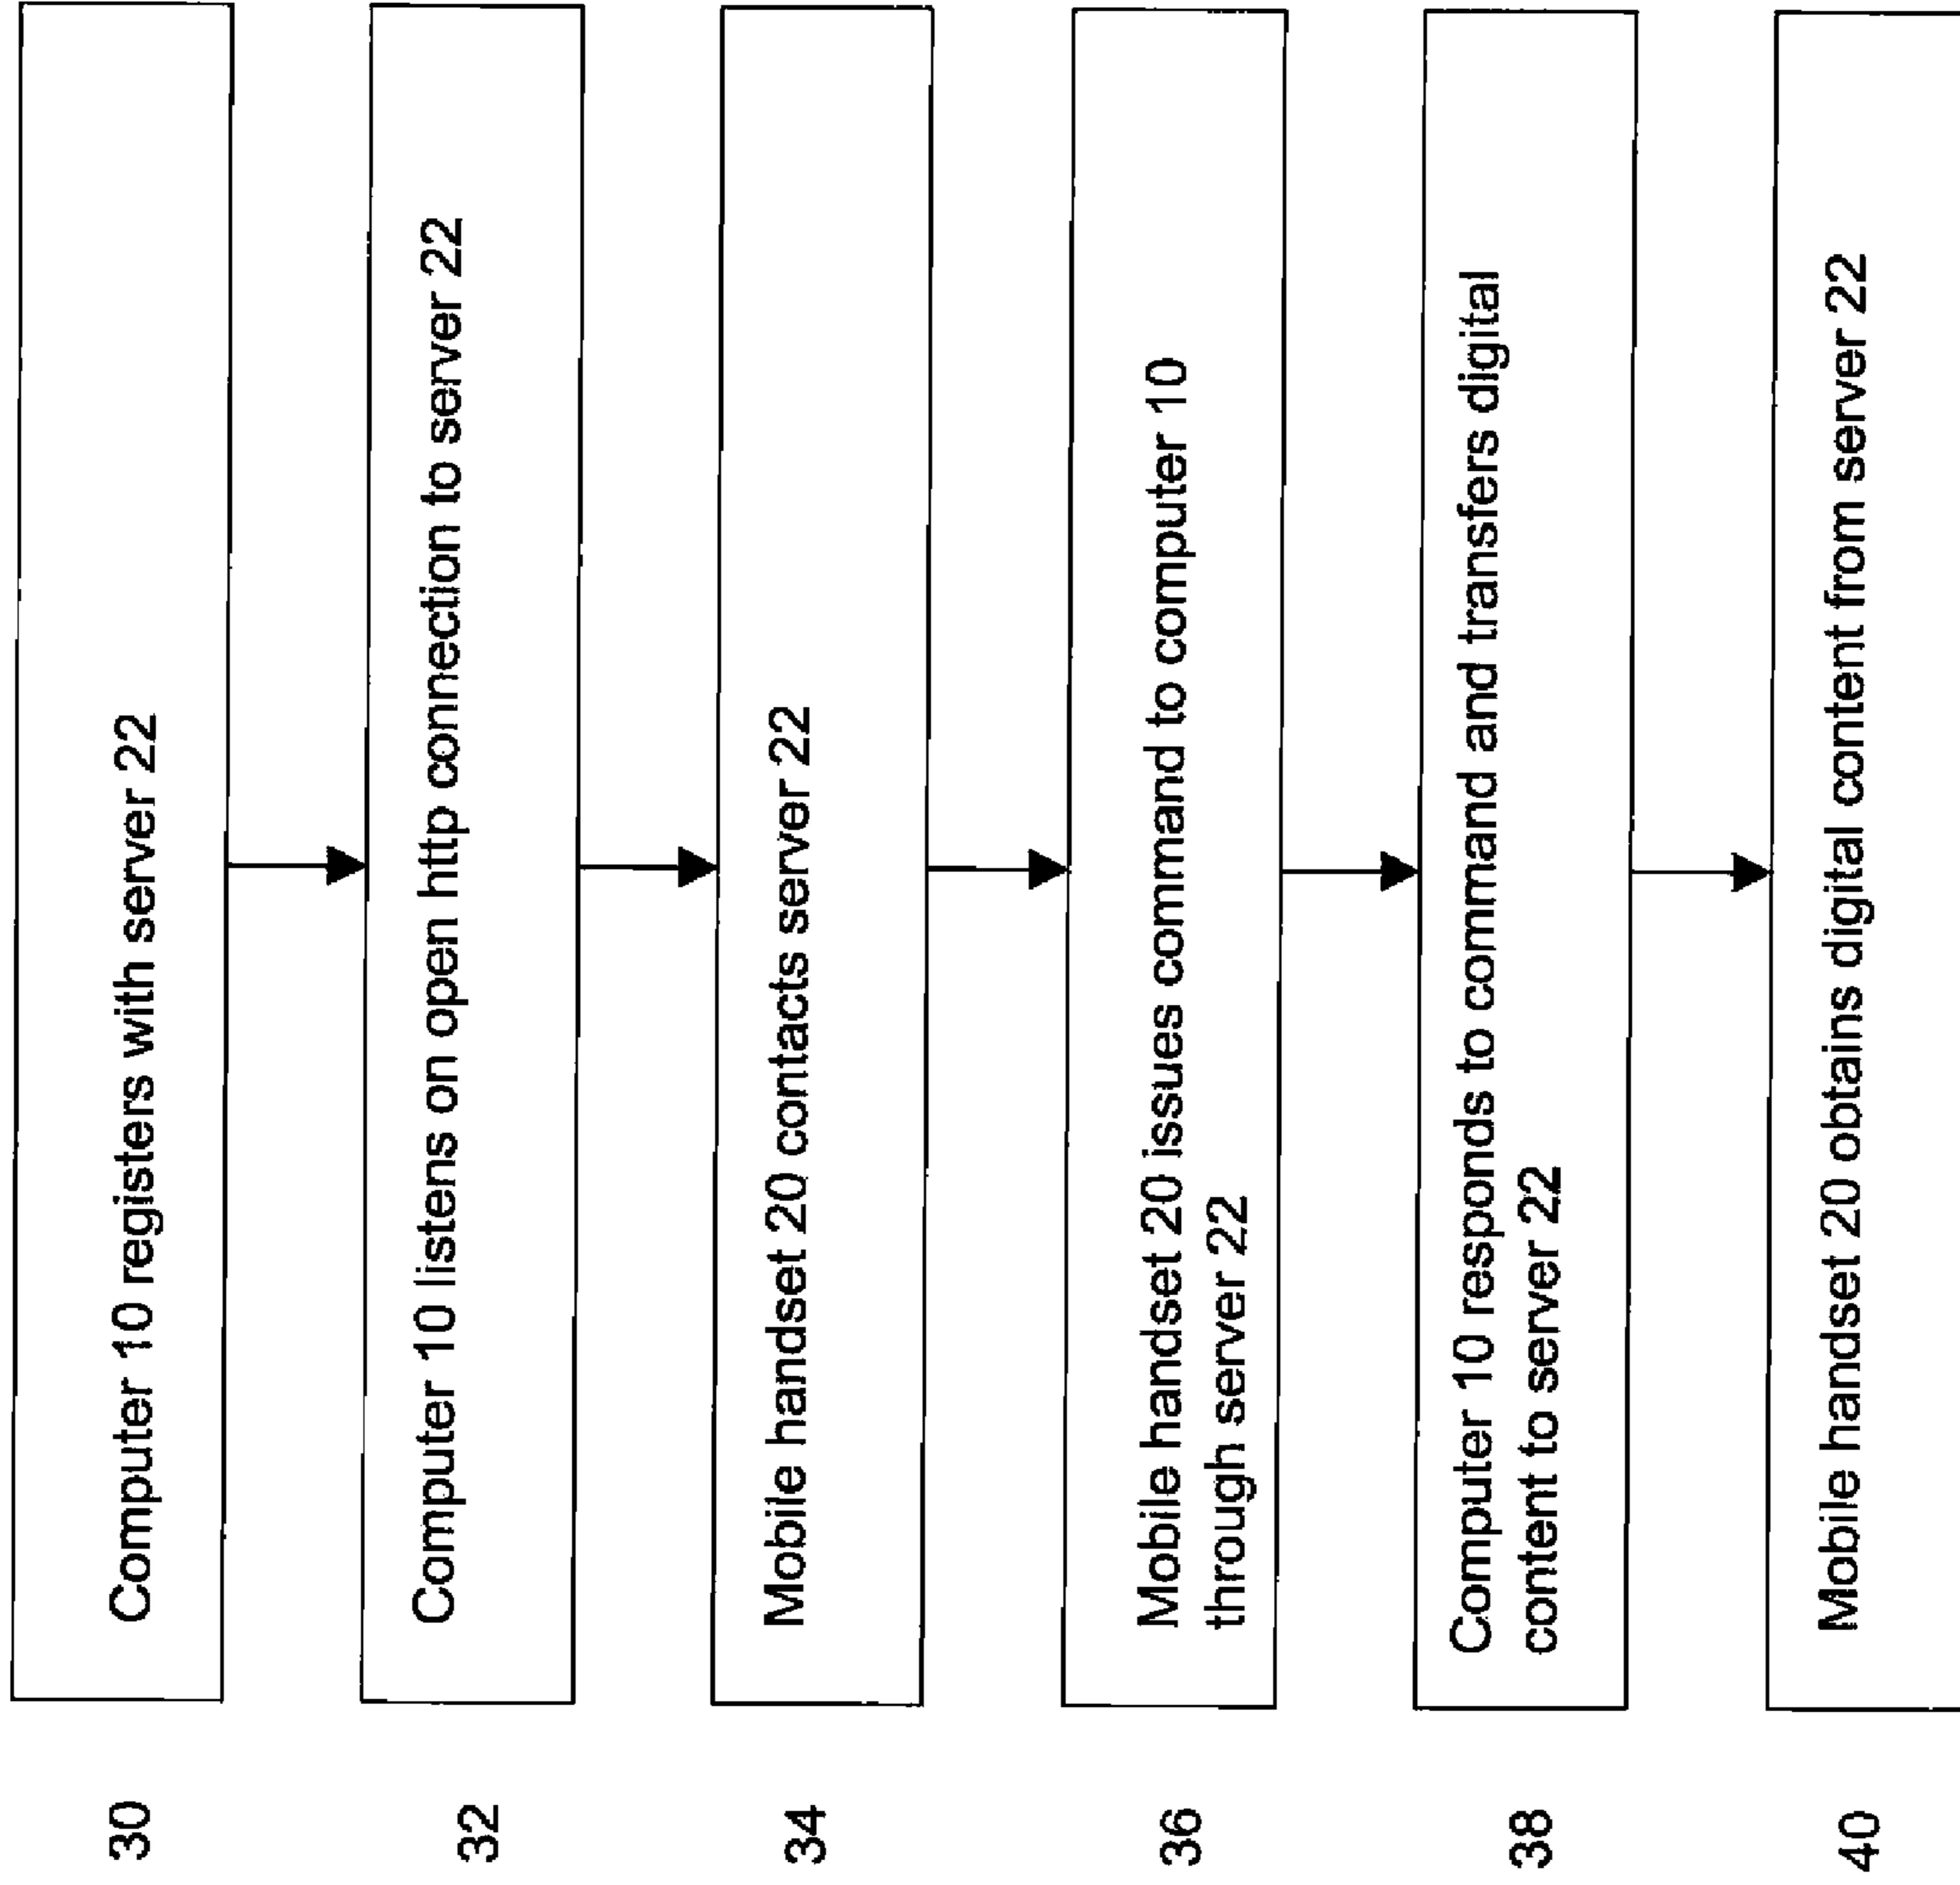 30
Computer 10 registers with server 22
32
Computer 10 listens on open http connection to server 22
34
Mobile handset 20 contacts server 22
36
Mobile handset 20 issues command to computer 10
through server 22
38
Computer 10 responds to command and transfers digital
content to server 22
40
Mobile handset 20 obtains digital content from server 22